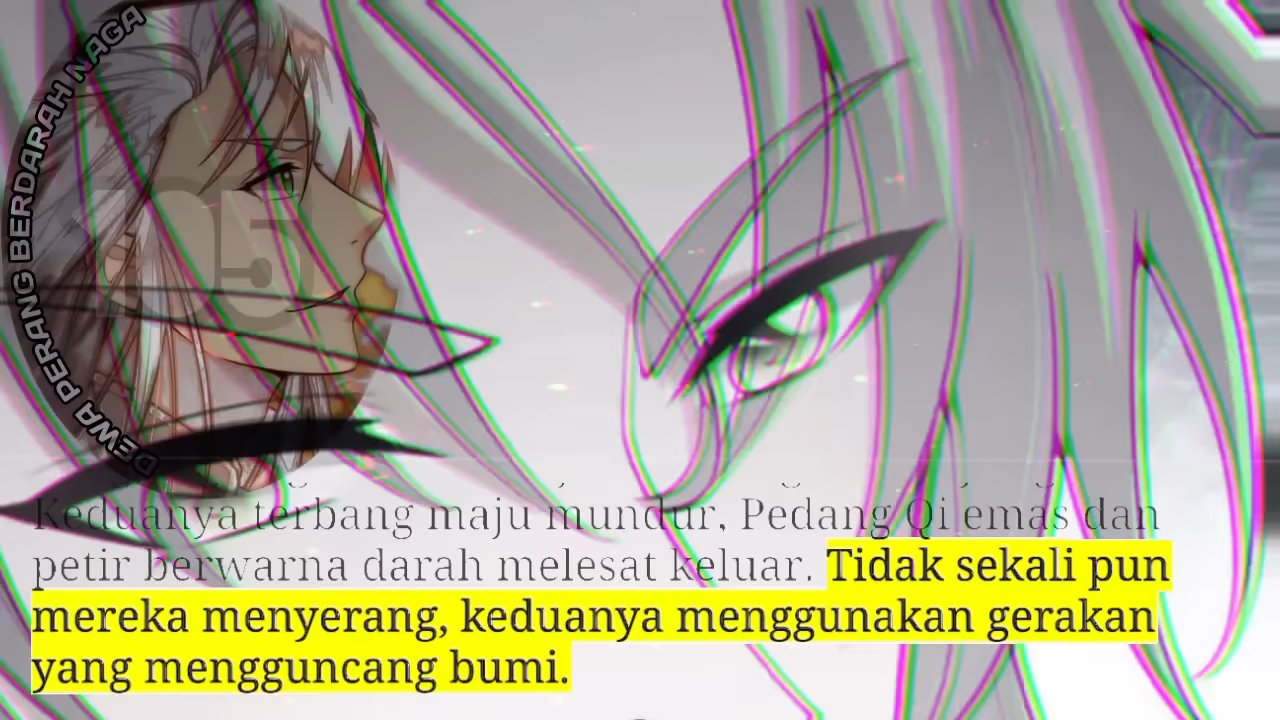 DEWA PERANG BERDARAH NAGA
Keduanya terbang maju mundur, Pedang Qi emas dan
petir berwarna darah melesat keluar. Tidak sekali pun
mereka menyerang, keduanya menggunakan gerakan
yang mengguncang bumi.